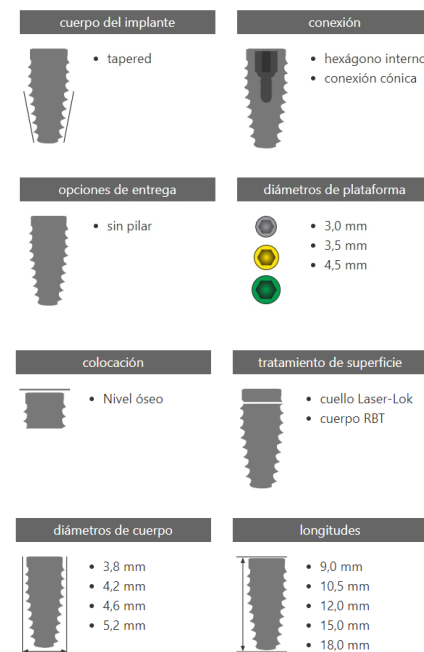 cuerpo del implante
• tapered
conexión
• hexágono interno
• conexión cónica
opciones de entrega
• sin pilar
diámetros de plataforma
• 3,0 mm
• 3,5 mm
• 4,5 mm
colocación
• Nivel óseo
tratamiento de superficie
• cuello Laser-Lok
• cuerpo RBT
diámetros de cuerpo
• 3,8 mm
• 4,2 mm
• 4,6 mm
• 5,2 mm
longitudes
• 9,0 mm
• 10,5 mm
• 12,0 mm
• 15,0 mm
• 18,0 mm